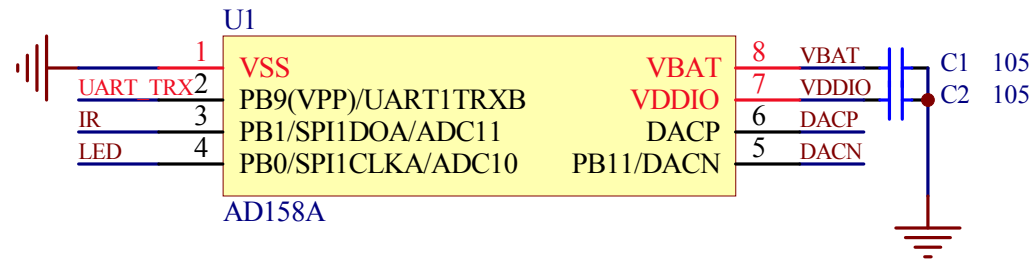 U1
1 VSS VBAT 8 VBAT C1 105
UART_TRX 2 PB9(VPP)/UART1TRXB VDDIO 7 VDDIO C2 105
IR 3 PB1/SPI1DOA/ADC11 DACP 6 DACP
LED 4 PB0/SPI1CLKA/ADC10 PB11/DACN 5 DACN
AD158A